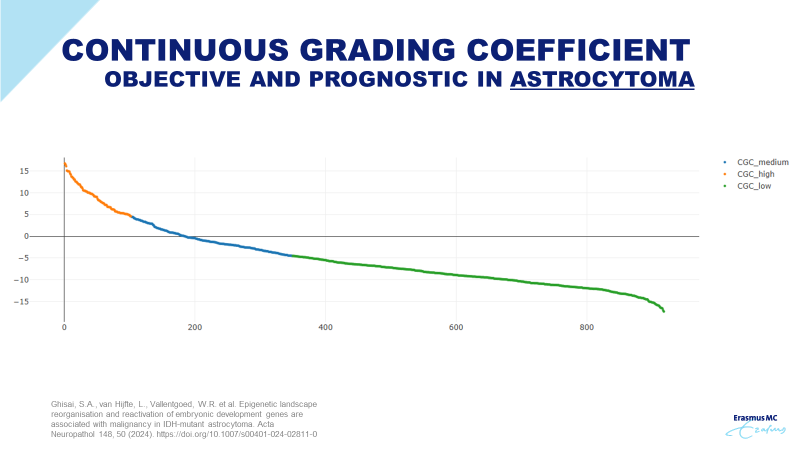 CONTINUOUS GRADING COEFFICIENT
OBJECTIVE AND PROGNOSTIC IN ASTROCYTOMA
15
10
5
0
−5
−10
−15
0
200
400
600
800
CGC_medium
CGC_high
CGC_low
Ghisai, S.A., van Hijfte, L., Vallentgoed, W.R. et al. Epigenetic landscape
reorganisation and reactivation of embryonic development genes are
associated with malignancy in IDH-mutant astrocytoma. Acta
Neuropathol 148, 50 (2024). https://doi.org/10.1007/s00401-024-02811-0
Erasmus MC
Erasmus